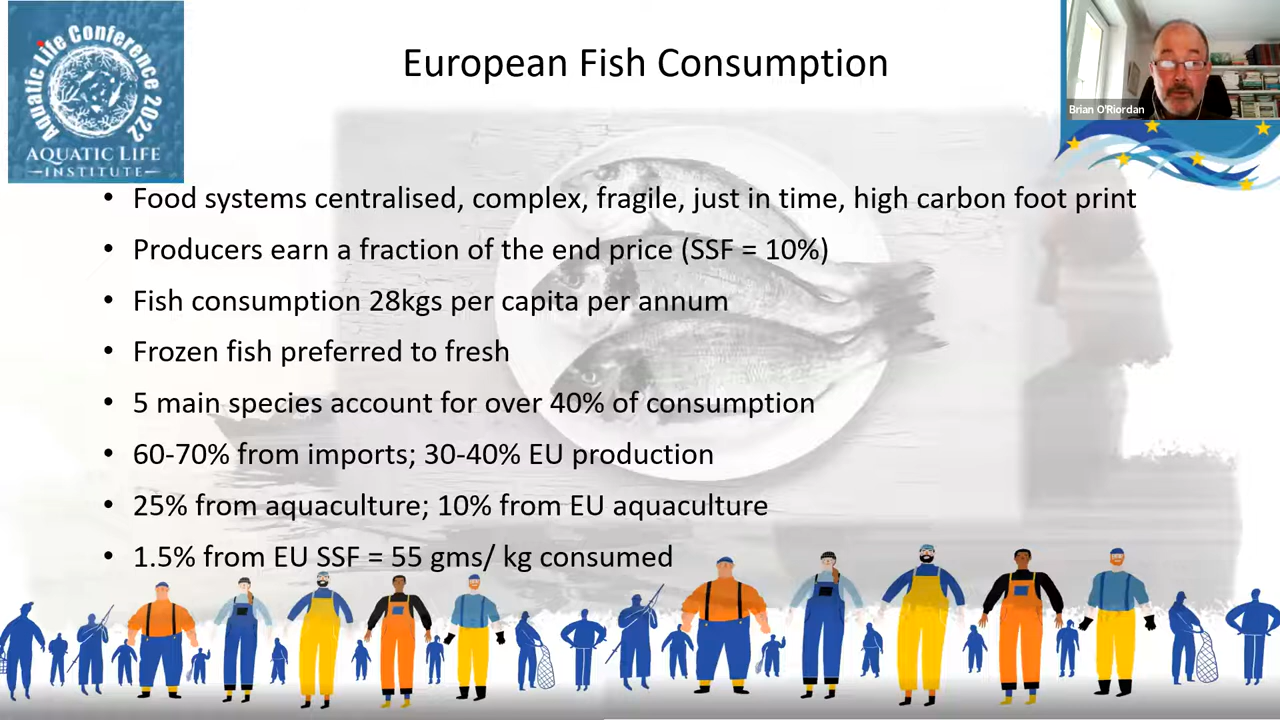 Aquatic Life Conference 2022
AQUATIC LIFE
INSTITUTE
European Fish Consumption
Brian O'Riordan
• Food systems centralised, complex, fragile, just in time, high carbon foot print
• Producers earn a fraction of the end price (SSF = 10%)
• Fish consumption 28kgs per capita per annum
• Frozen fish preferred to fresh
• 5 main species account for over 40% of consumption
• 60-70% from imports; 30-40% EU production
• 25% from aquaculture; 10% from EU aquaculture
• 1.5% from EU SSF = 55 gms/ kg consumed